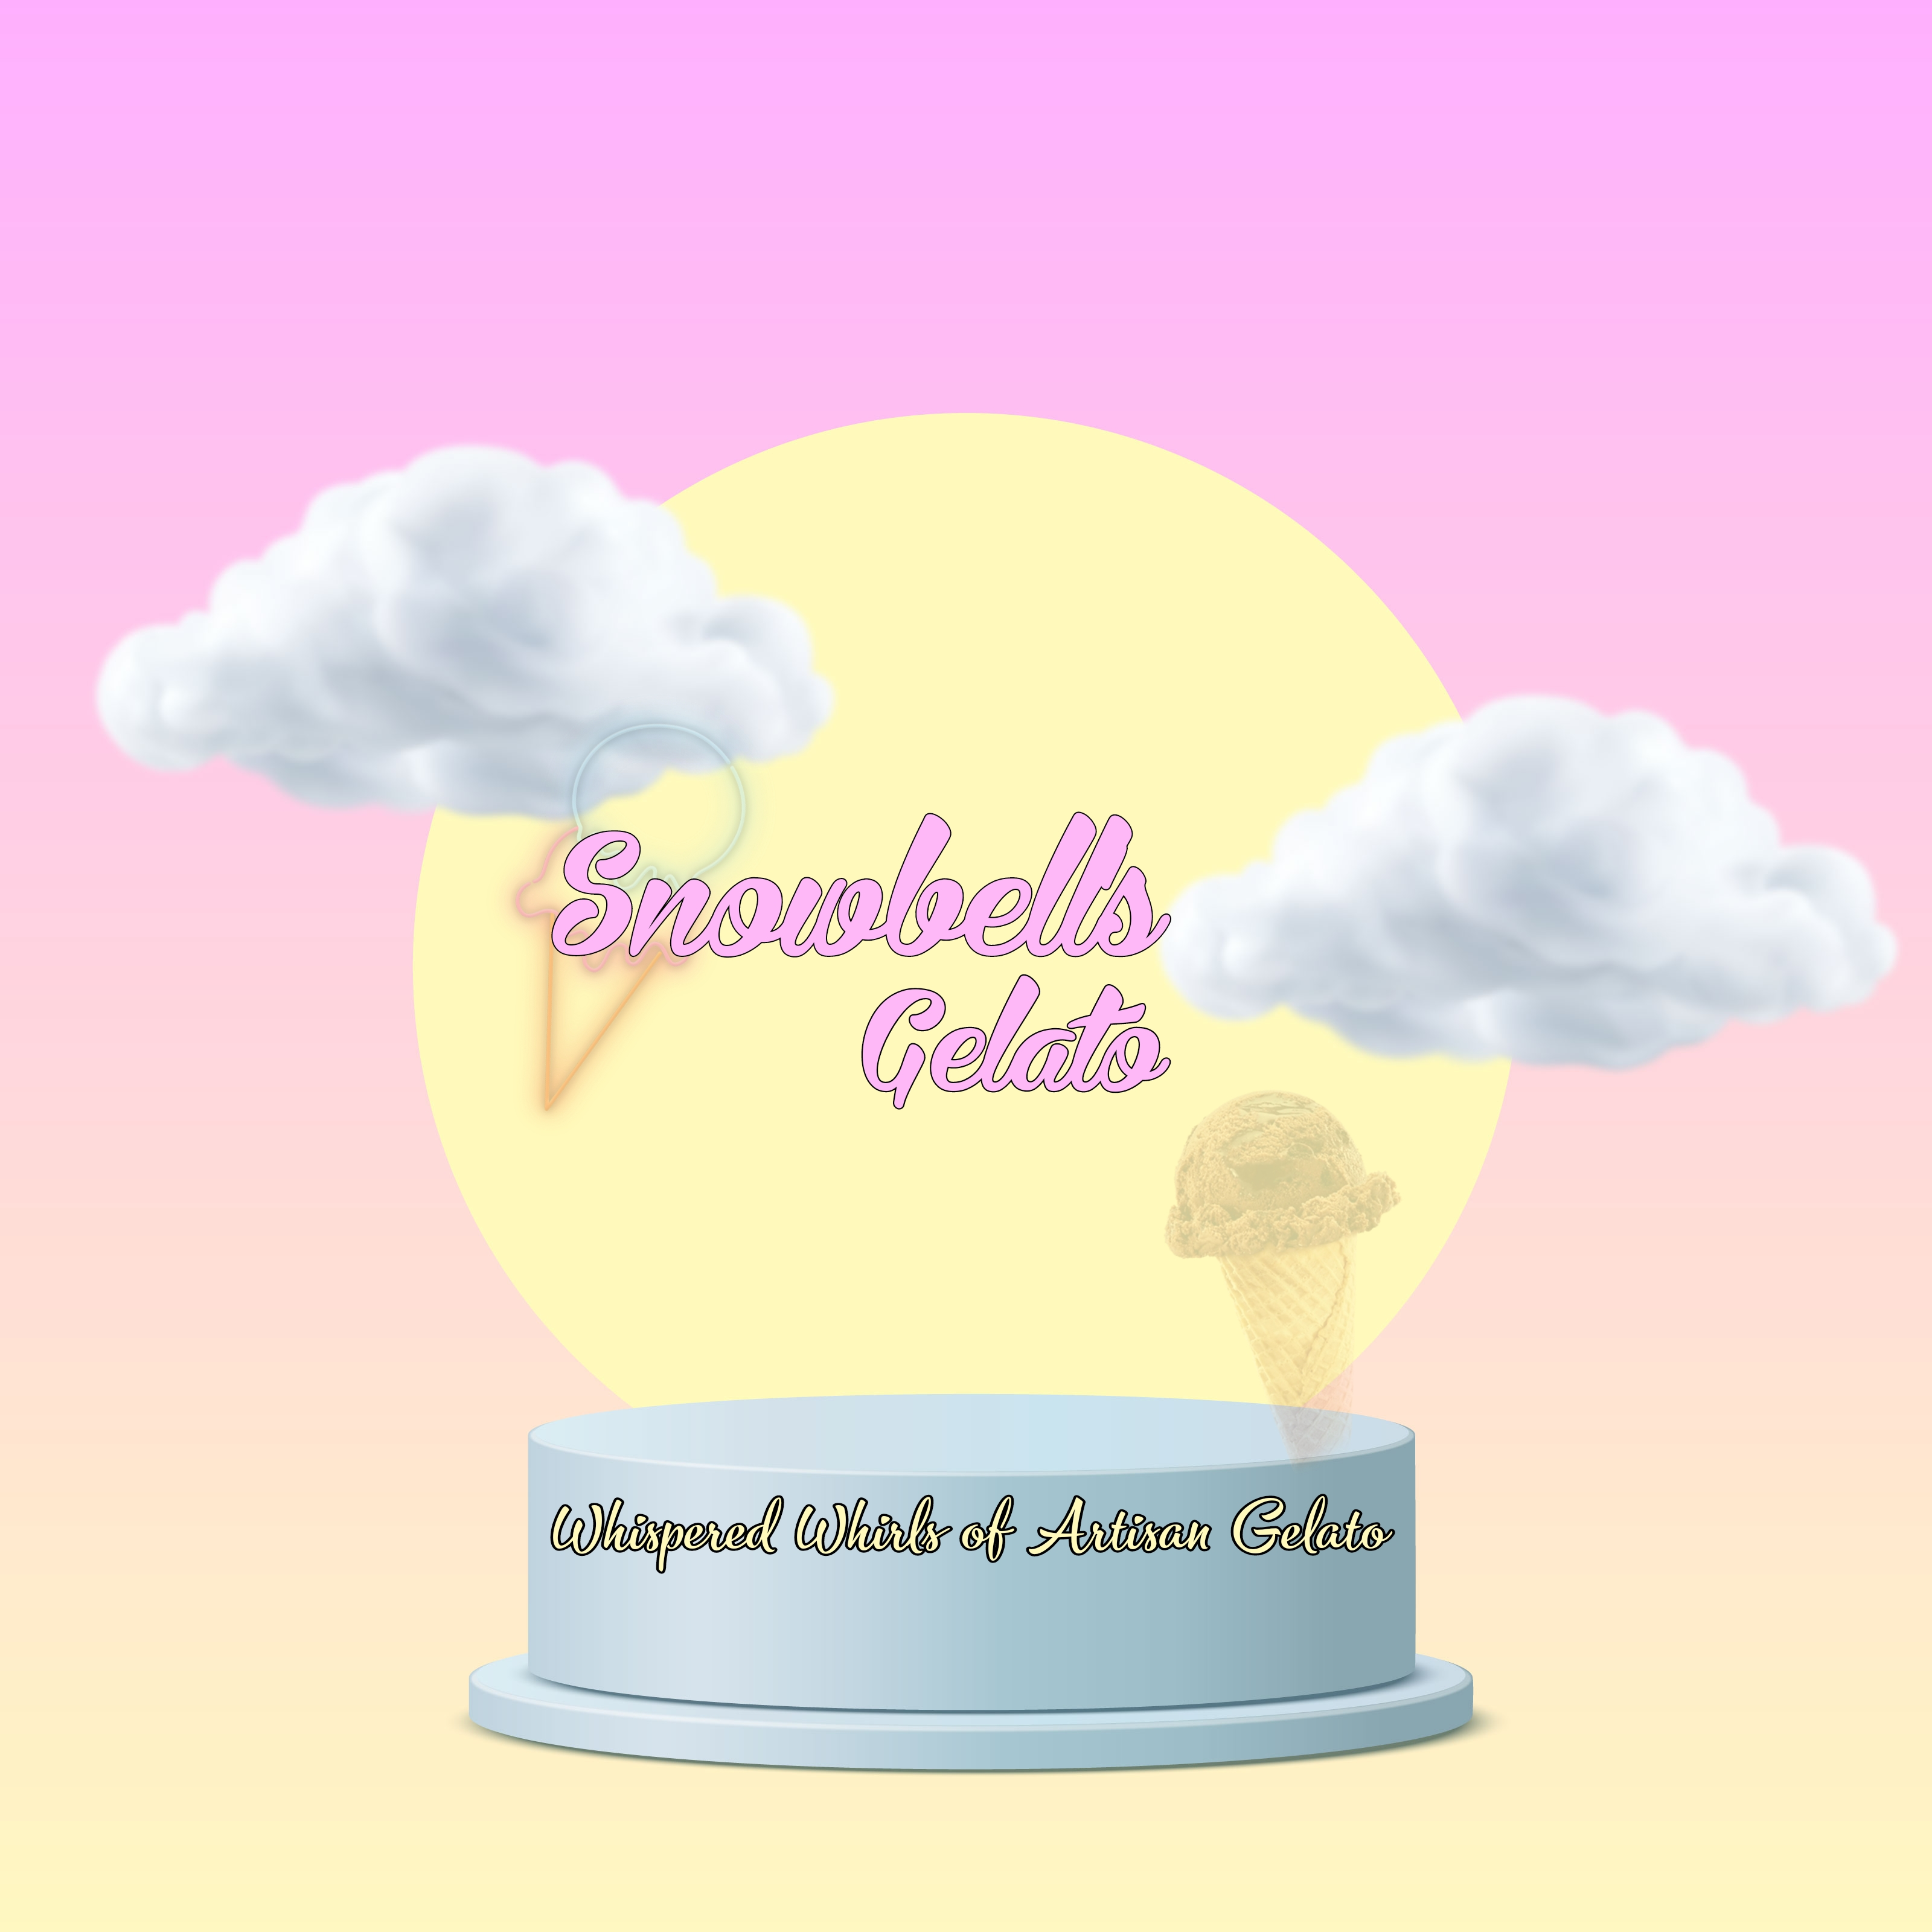 Snowbells
Gelato
Whispered Whirls of Artisan Gelato